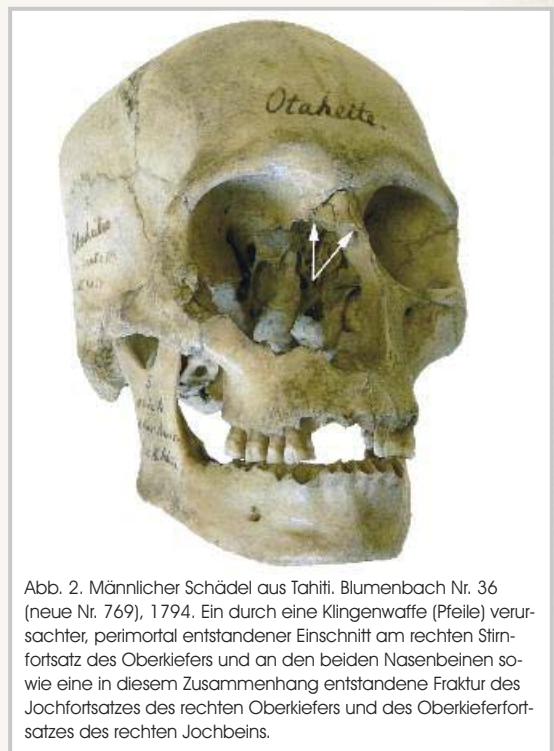 Otaheite.
Abb. 2. Männlicher Schädel aus Tahiti. Blumenbach Nr. 36
(neue Nr. 769), 1794. Ein durch eine Klingenwaffe (Pfeile) verur-
sachter, perimortal entstandener Einschnitt am rechten Stirn-
fortsatz des Oberkiefers und an den beiden Nasenbeinen so-
wie eine in diesem Zusammenhang entstandene Fraktur des
Jochfortsatzes des rechten Oberkiefers und des Oberkieferfort-
satzes des rechten Jochbeins.